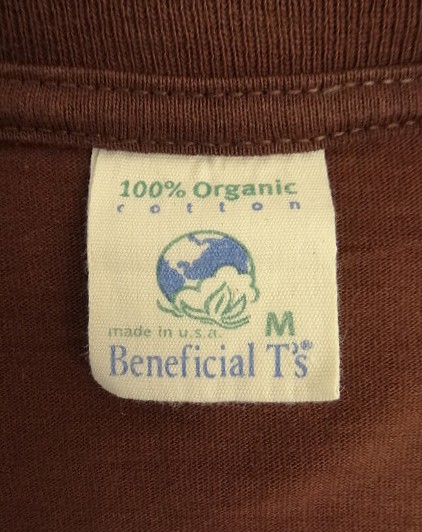 100% Organic
cotton
M
made in u.s.a.
Beneficial T's®